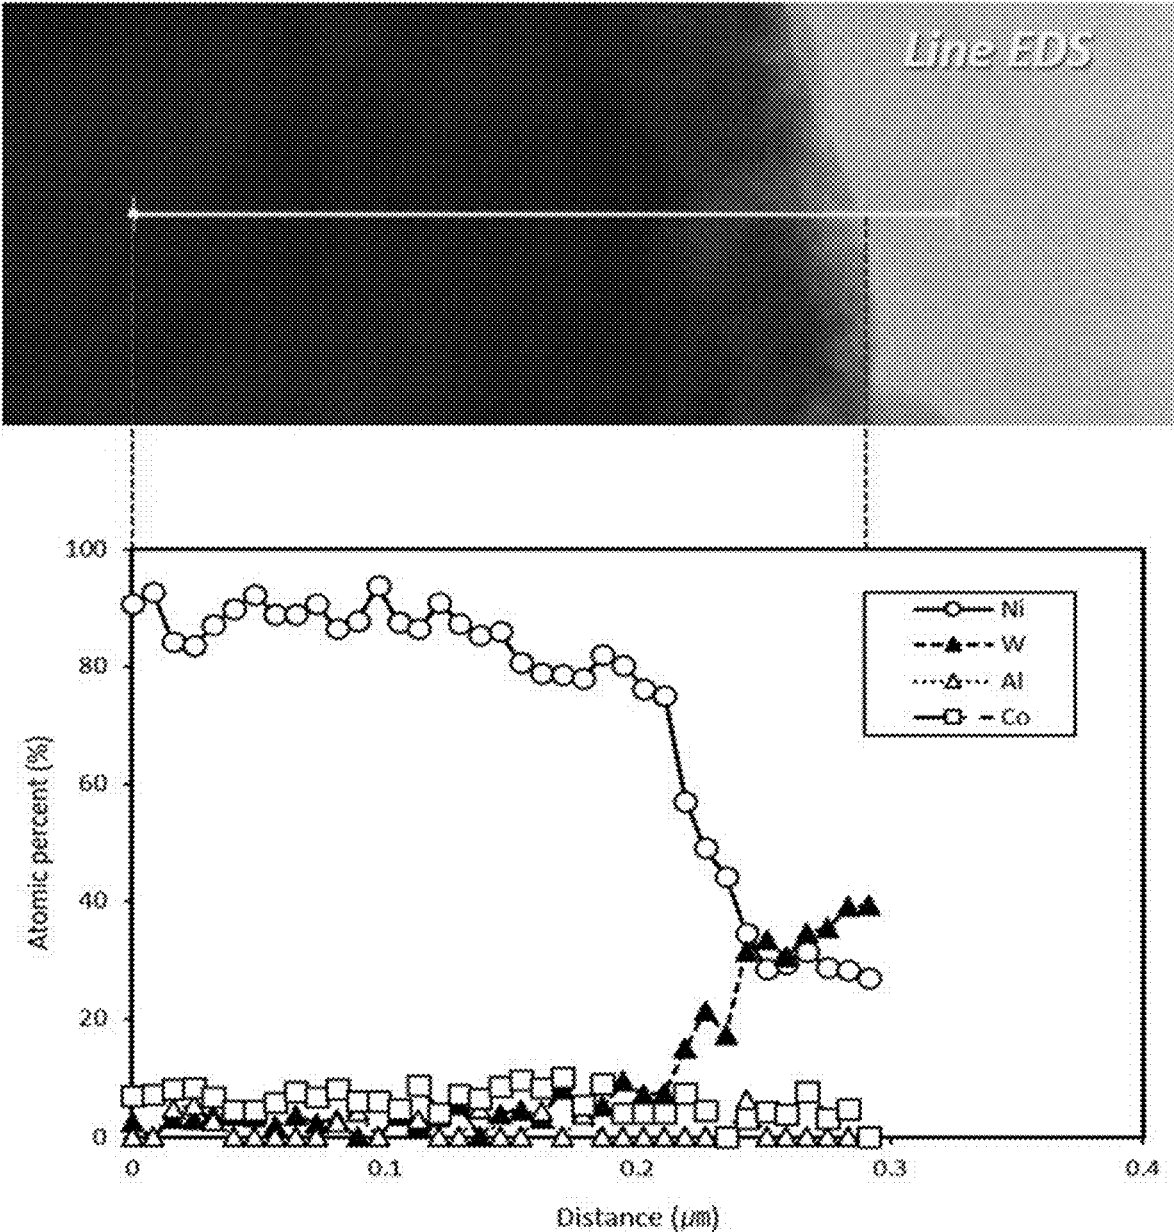 Line EDS
100
80
60
40
20
0
Atomic percent (%)
Ni
W
Al
Co
0 0.1 0.2 0.3 0.4
Distance (㎛)